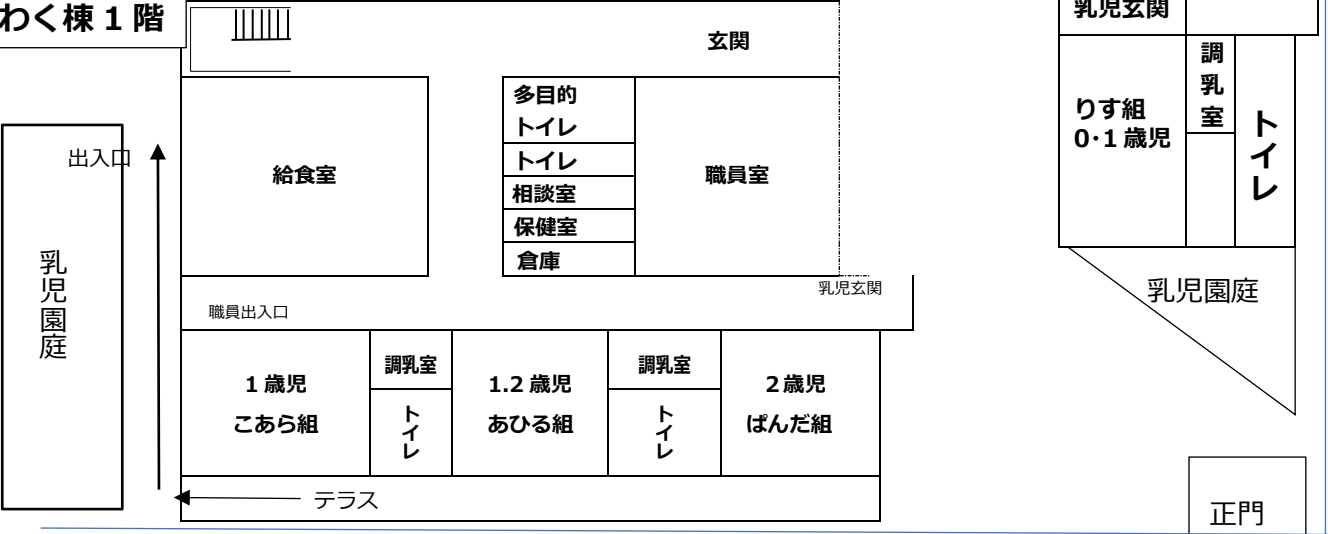 わく棟1階
玄関
乳児玄関
出入口
給食室
多目的
トイレ
トイレ
相談室
保健室
倉庫
職員室
りす組
0・1歳児
調乳室
トイレ
乳児園庭
職員出入口
乳児玄関
乳児園庭
1歳児
こあら組
調乳室
トイレ
1.2歳児
あひる組
調乳室
トイレ
2歳児
ぱんだ組
テラス
正門